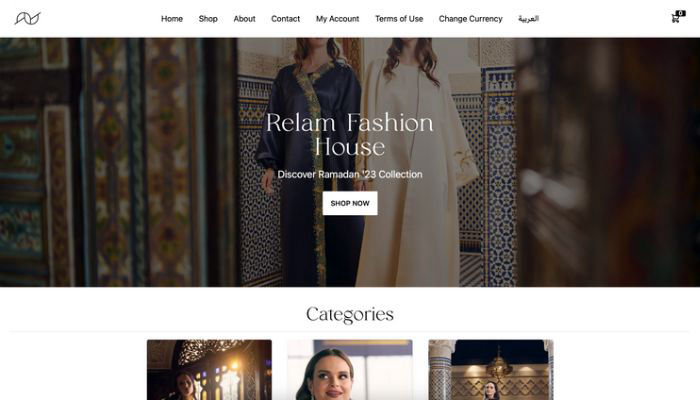 Home Shop About Contact My Account Terms of Use Change Currency العربية
0
Relam Fashion
House
Discover Ramadan '23 Collection
SHOP NOW
Categories